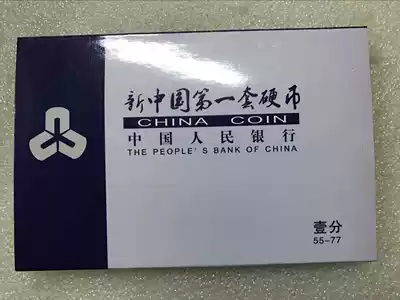 新中国第一套硬币
CHINA COIN
中国人民银行
THE PEOPLE'S BANK OF CHINA
壹分
55-77